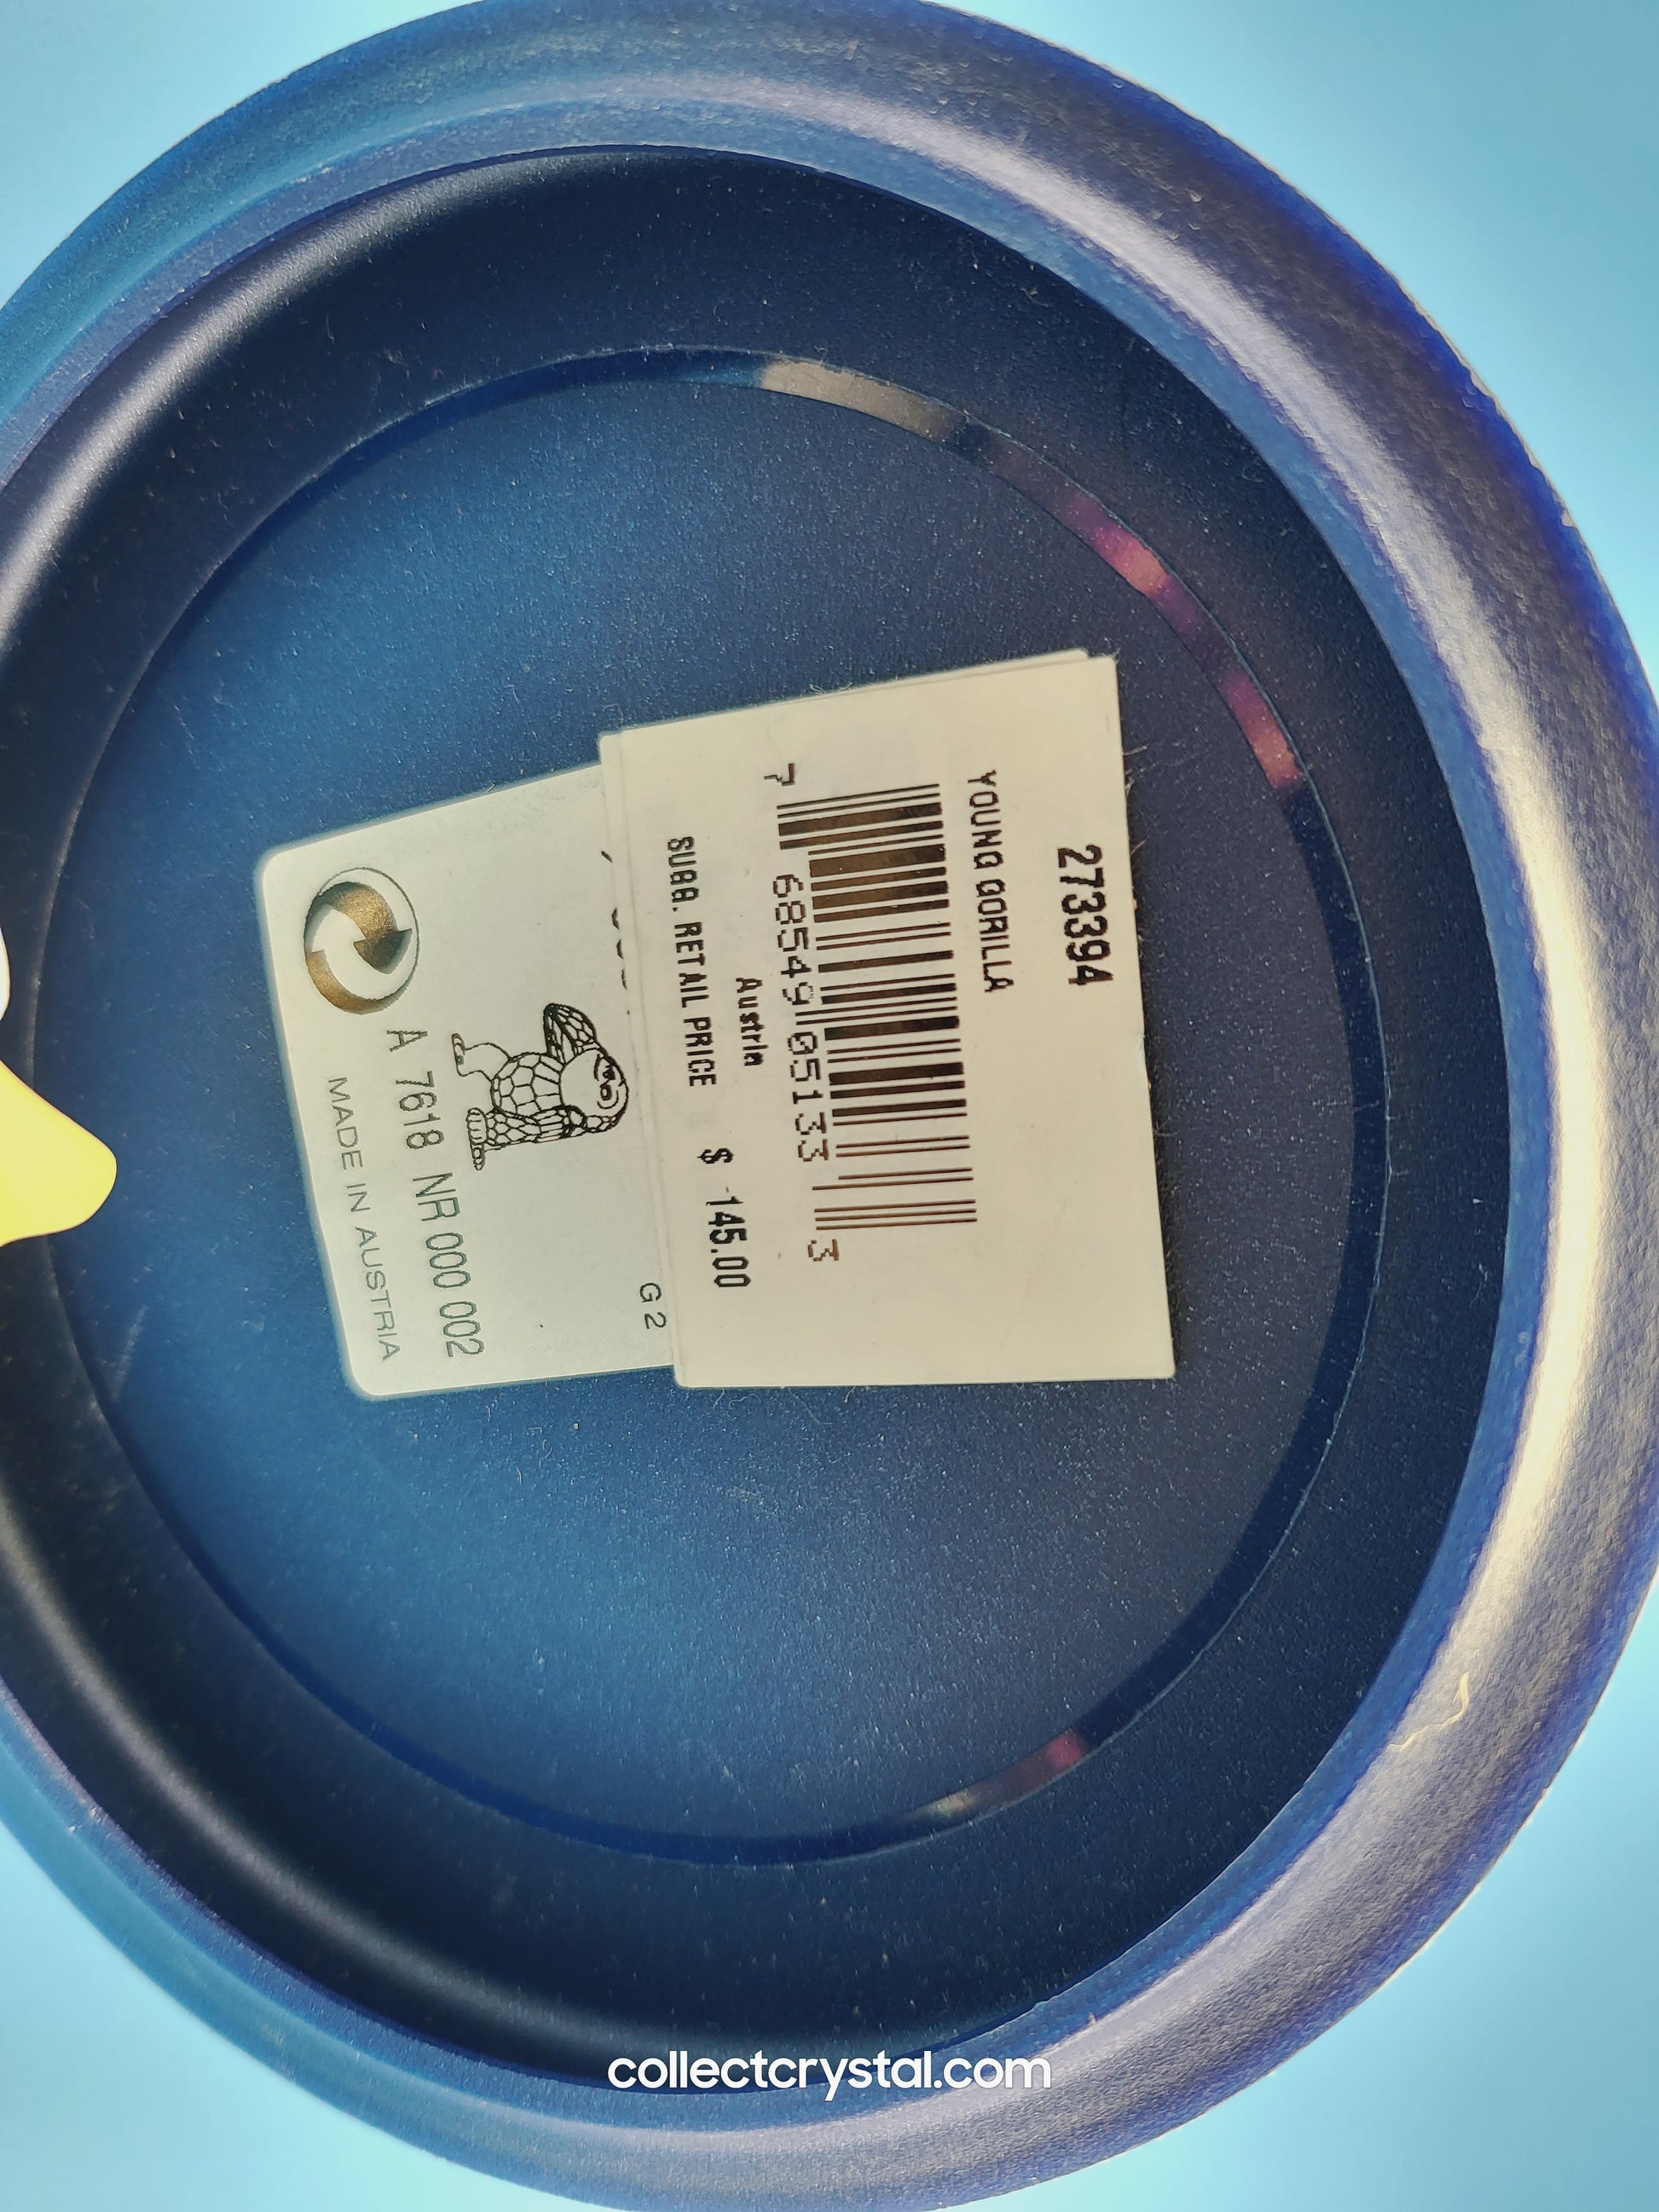 273394
YOUNG GORILLA
7 68549 05133 3
Austria
SUGG. RETAIL PRICE $ 145.00
G 2
A 7618 NR 000 002
MADE IN AUSTRIA
collectcrystal.com